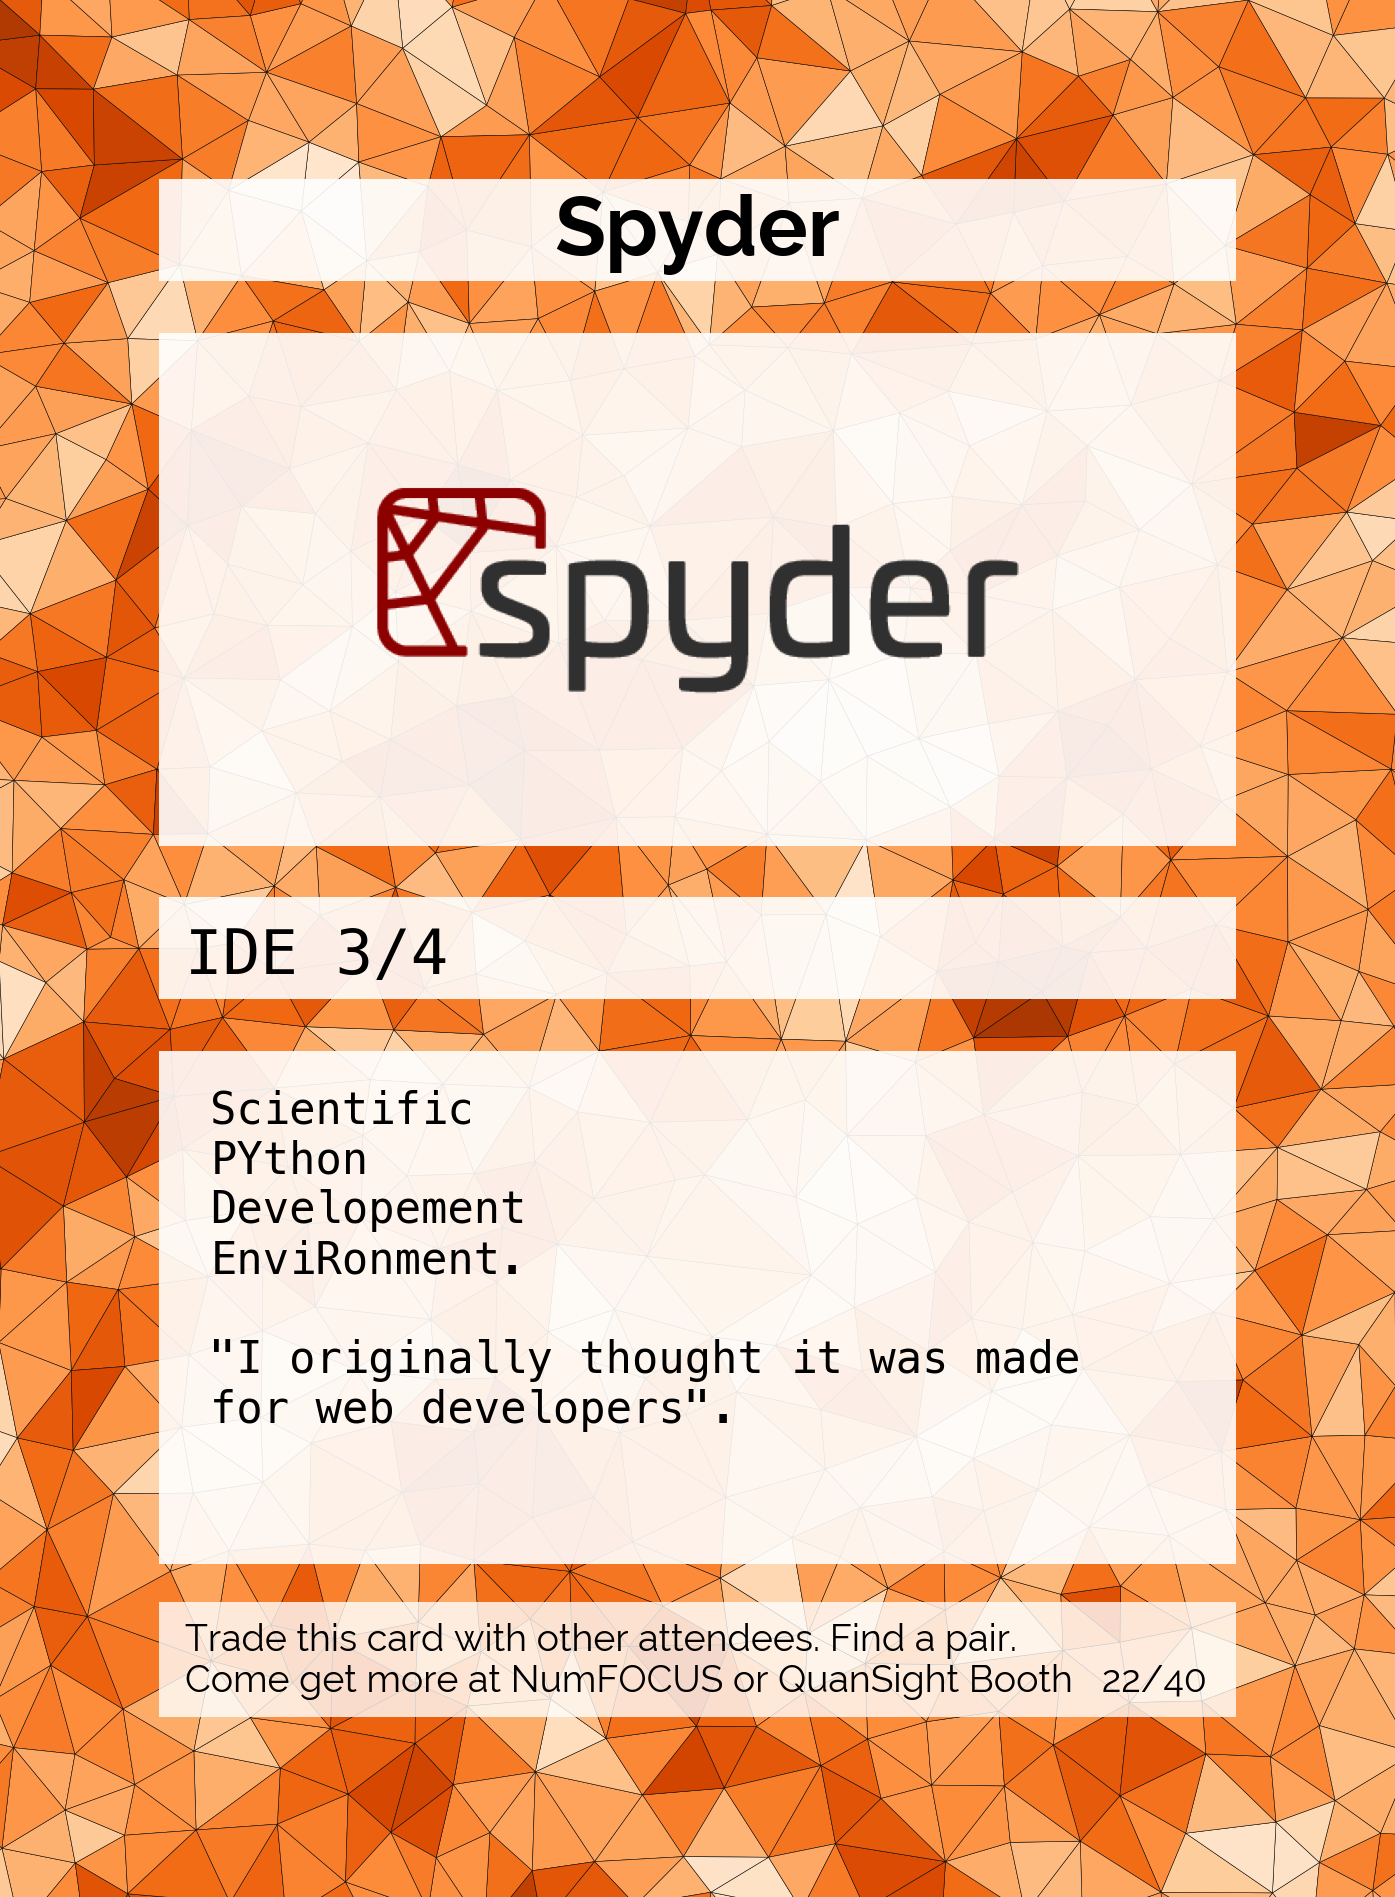 Spyder
spyder
IDE 3/4
Scientific
PYthon
Developement
EnviRonment.
"I originally thought it was made
for web developers".
Trade this card with other attendees. Find a pair.
Come get more at NumFOCUS or QuanSight Booth 22/40